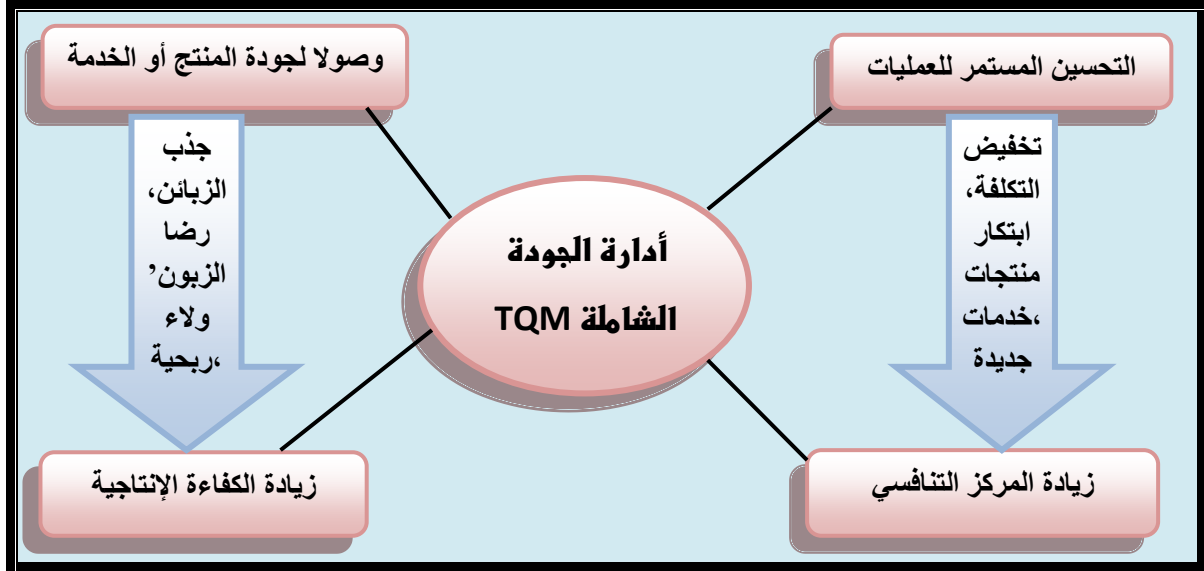 التحسين المستمر للعمليات
وصولا لجودة المنتج أو الخدمة
تخفيض
التكلفة،
ابتكار
منتجات
،خدمات
جديدة
جذب
الزبائن،
رضا
الزبون’
ولاء
،ربحية
أدارة الجودة
الشاملة TQM
زيادة المركز التنافسي
زيادة الكفاءة الإنتاجية